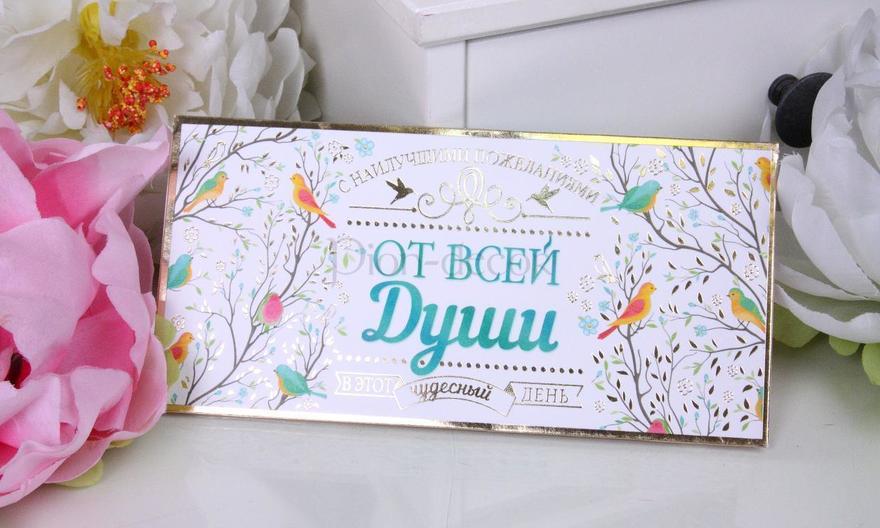 С НАИЛУЧШИМИ ПОЖЕЛАНИЯМИ
ОТ ВСЕЙ
Души
В ЭТОТ чудесный ДЕНЬ